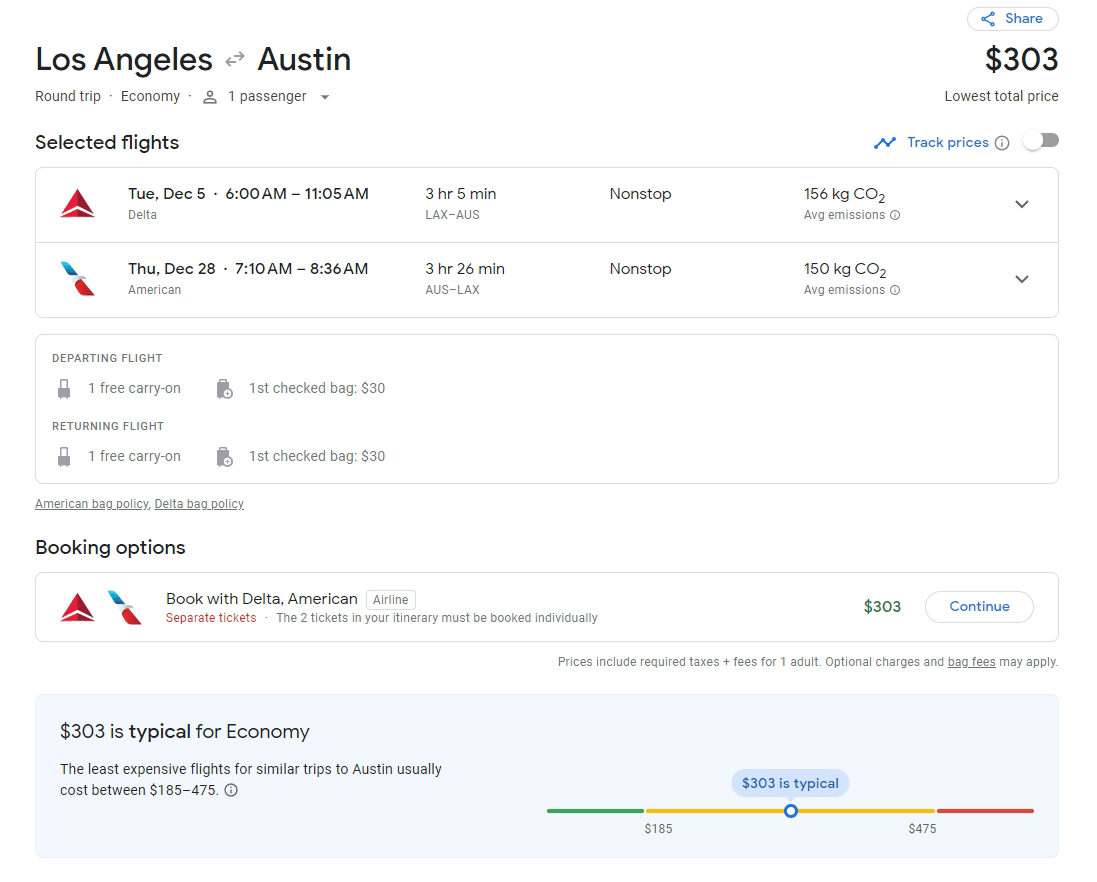 Share
Los Angeles Austin
$303
Round trip · Economy · 1 passenger
Lowest total price
Selected flights
Track prices
Tue, Dec 5 · 6:00 AM – 11:05 AM
3 hr 5 min
Nonstop
156 kg CO2
Delta
LAX–AUS
Avg emissions
Thu, Dec 28 · 7:10 AM – 8:36 AM
3 hr 26 min
Nonstop
150 kg CO2
American
AUS–LAX
Avg emissions
DEPARTING FLIGHT
1 free carry-on
1st checked bag: $30
RETURNING FLIGHT
1 free carry-on
1st checked bag: $30
American bag policy, Delta bag policy
Booking options
Book with Delta, American Airline
Separate tickets · The 2 tickets in your itinerary must be booked individually
$303
Continue
Prices include required taxes + fees for 1 adult. Optional charges and bag fees may apply.
$303 is typical for Economy
The least expensive flights for similar trips to Austin usually
cost between $185–475.
$303 is typical
$185
$475